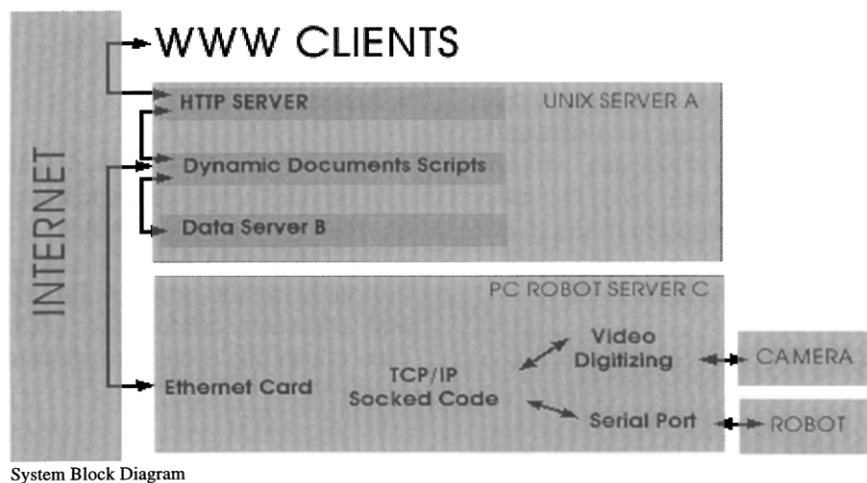 INTERNET
WWW CLIENTS
UNIX SERVER A
HTTP SERVER
Dynamic Documents Scripts
Data Server B
PC ROBOT SERVER C
Ethernet Card
TCP/IP
Socked Code
Video
Digitizing
Serial Port
CAMERA
ROBOT
System Block Diagram